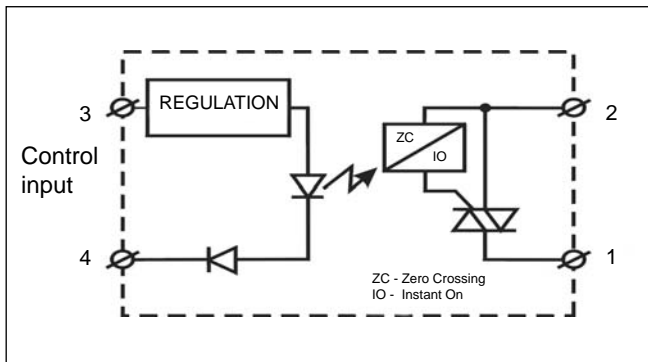 3
REGULATION
ZC
IO
2
Control
input
4
1
ZC - Zero Crossing
IO - Instant On